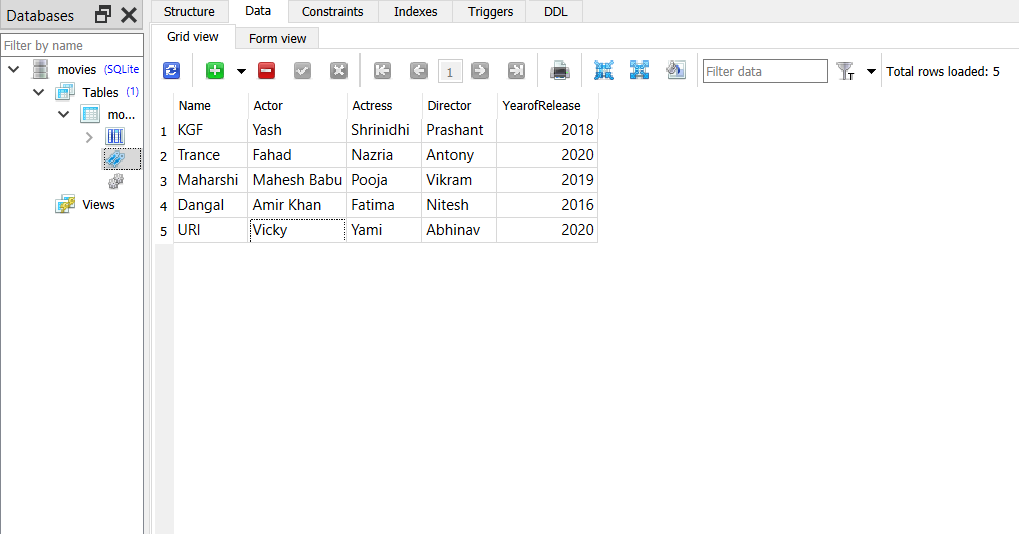 Databases
Structure Data Constraints Indexes Triggers DDL
Grid view Form view
Filter by name
movies (SQLite
Tables (1)
mo...
Views
1 Filter data T Total rows loaded: 5
Name Actor Actress Director YearofRelease
1 KGF Yash Shrinidhi Prashant 2018
2 Trance Fahad Nazria Antony 2020
3 Maharshi Mahesh Babu Pooja Vikram 2019
4 Dangal Amir Khan Fatima Nitesh 2016
5 URI Vicky Yami Abhinav 2020